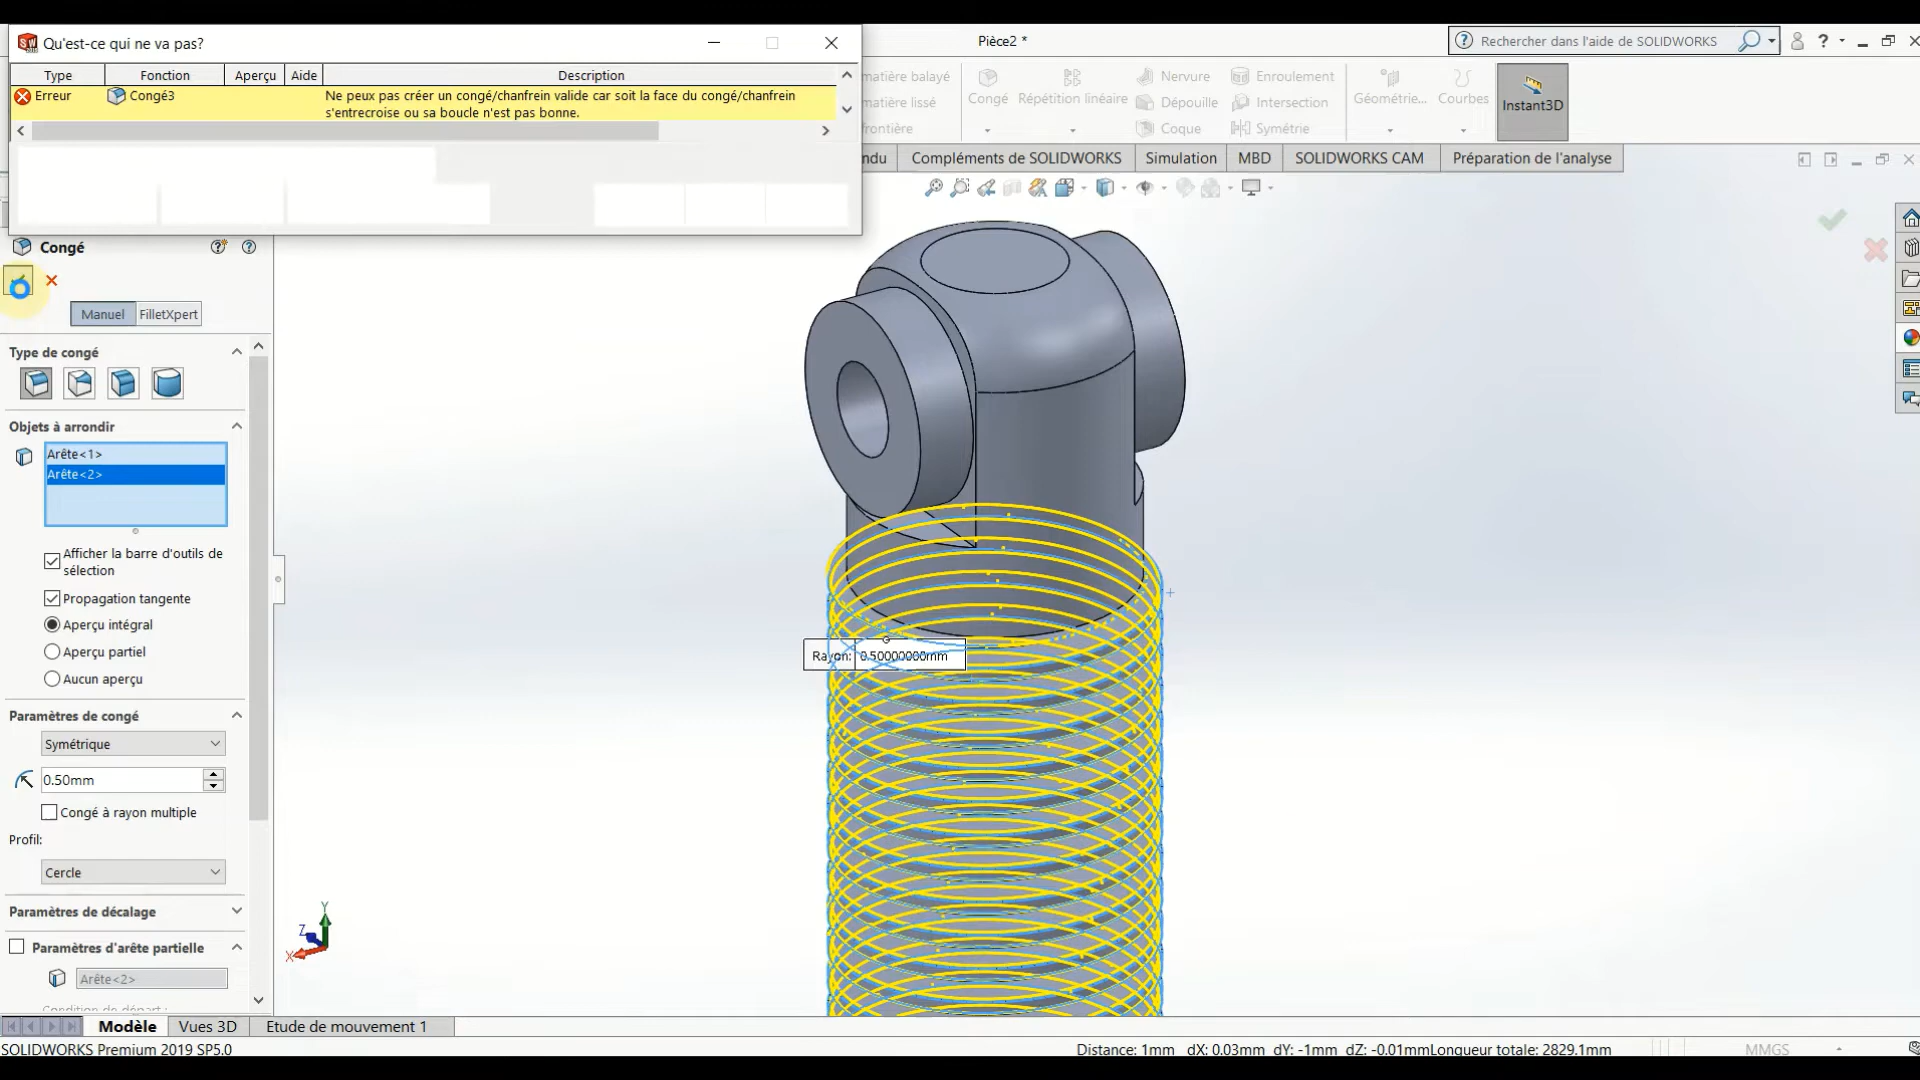 Qu'est-ce qui ne va pas?
Type Fonction Aperçu Aide Description
Erreur Congé3 Ne peux pas créer un congé/chanfrein valide car soit la face du congé/chanfrein
s'entrecroise ou sa boucle n'est pas bonne.
Pièce2 *
Rechercher dans l'aide de SOLIDWORKS
matière balayé
matière lissé
frontière
Congé
Répétition linéaire
Nervure
Dépouille
Coque
Enroulement
Intersection
Symétrie
Géométrie...
Courbes
Instant3D
ndu
Compléments de SOLIDWORKS
Simulation
MBD
SOLIDWORKS CAM
Préparation de l'analyse
Congé
Manuel
FilletXpert
Type de congé
Objets à arrondir
Arête<1>
Arête<2>
Afficher la barre d'outils de
sélection
Propagation tangente
Aperçu intégral
Aperçu partiel
Aucun aperçu
Paramètres de congé
Symétrique
0.50mm
Congé à rayon multiple
Profil:
Cercle
Paramètres de décalage
Paramètres d'arête partielle
Arête<2>
Condition de départ :
Rayon: 0.50000000mm
Y
Z
X
Modèle
Vues 3D
Etude de mouvement 1
SOLIDWORKS Premium 2019 SP5.0
Distance: 1mm dX: 0.03mm dY: -1mm dZ: -0.01mmLongueur totale: 2829.1mm
MMGS